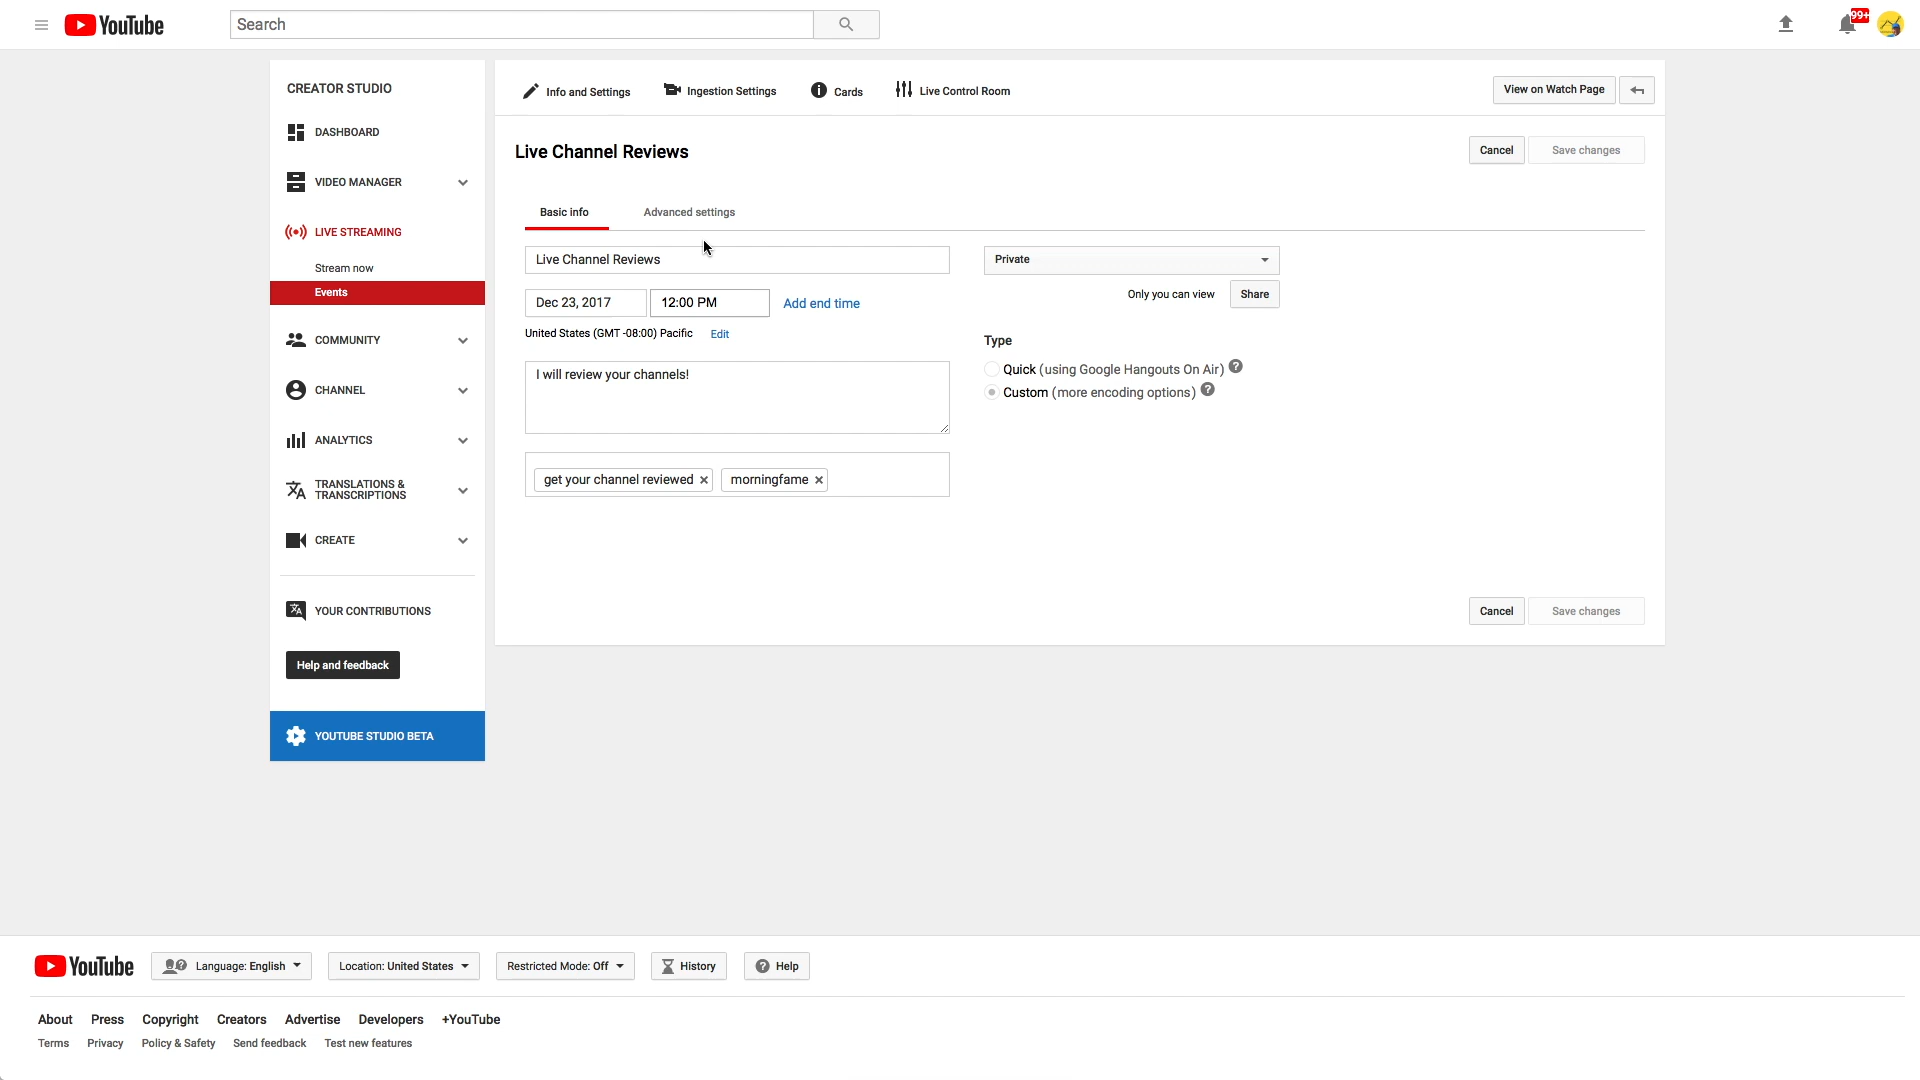 YouTube
Search
99+
CREATOR STUDIO
DASHBOARD
VIDEO MANAGER
LIVE STREAMING
Stream now
Events
COMMUNITY
CHANNEL
ANALYTICS
TRANSLATIONS &
TRANSCRIPTIONS
CREATE
YOUR CONTRIBUTIONS
Help and feedback
YOUTUBE STUDIO BETA
Info and Settings
Ingestion Settings
Cards
Live Control Room
View on Watch Page
Live Channel Reviews
Cancel
Save changes
Basic info
Advanced settings
Live Channel Reviews
Dec 23, 2017
12:00 PM
Add end time
United States (GMT -08:00) Pacific
Edit
I will review your channels!
get your channel reviewed
morningfame
Private
Only you can view
Share
Type
Quick (using Google Hangouts On Air)
Custom (more encoding options)
Cancel
Save changes
YouTube
Language: English
Location: United States
Restricted Mode: Off
History
Help
About Press Copyright Creators Advertise Developers +YouTube
Terms Privacy Policy & Safety Send feedback Test new features